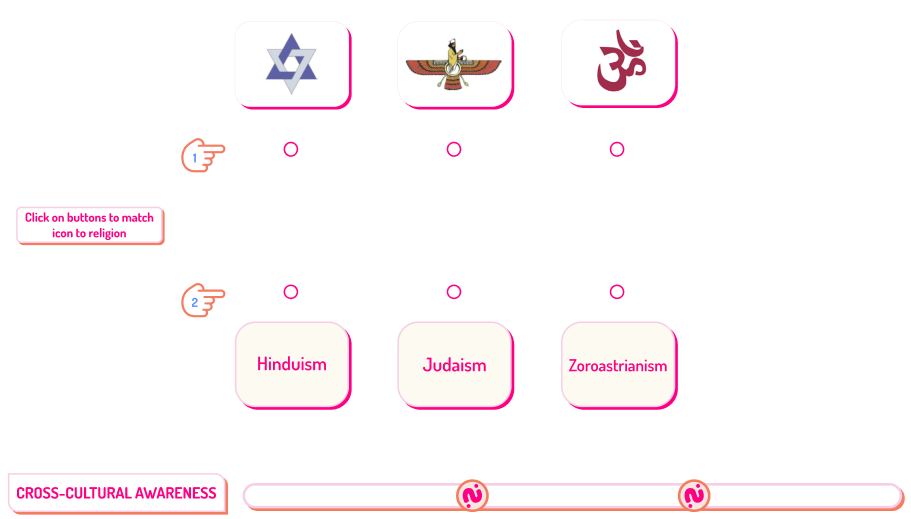 1
Click on buttons to match
icon to religion
2
Hinduism
Judaism
Zoroastrianism
CROSS-CULTURAL AWARENESS